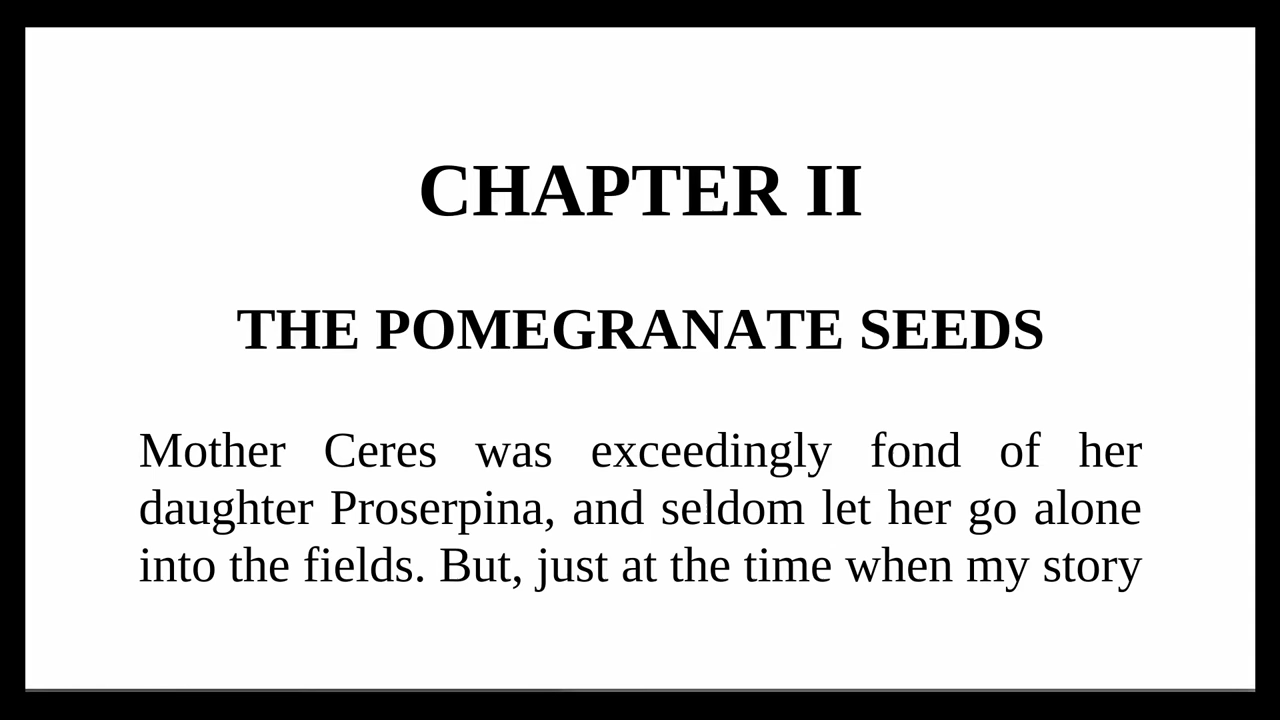 CHAPTER II
THE POMEGRANATE SEEDS
Mother Ceres was exceedingly fond of her
daughter Proserpina, and seldom let her go alone
into the fields. But, just at the time when my story